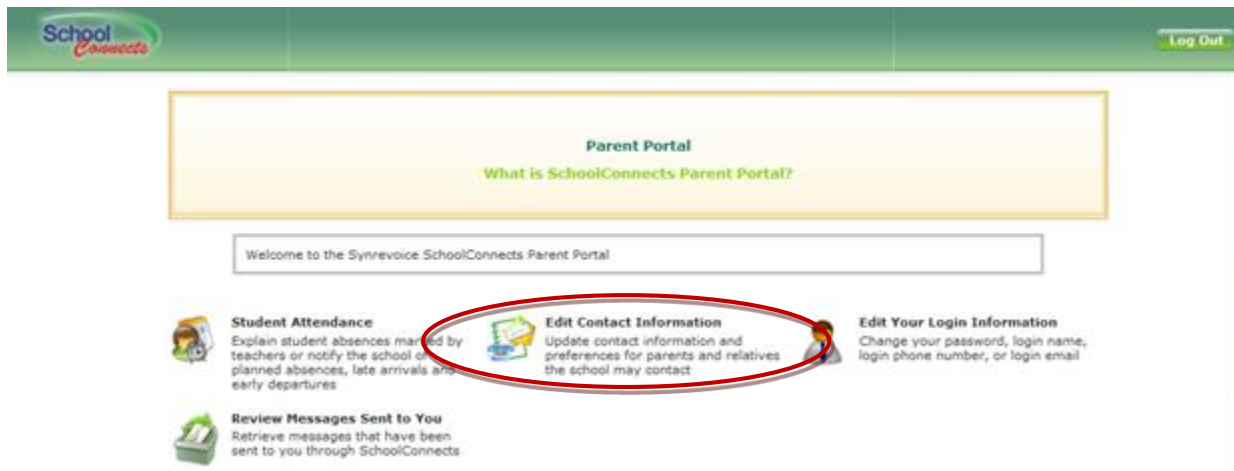 School
Connects
Log Out
Parent Portal
What is SchoolConnects Parent Portal?
Welcome to the Synrevoice SchoolConnects Parent Portal
Student Attendance
Explain student absences marked by
teachers or notify the school of
planned absences, late arrivals and
early departures
Edit Contact Information
Update contact information and
preferences for parents and relatives
the school may contact
Edit Your Login Information
Change your password, login name,
login phone number, or login email
Review Messages Sent to You
Retrieve messages that have been
sent to you through SchoolConnects